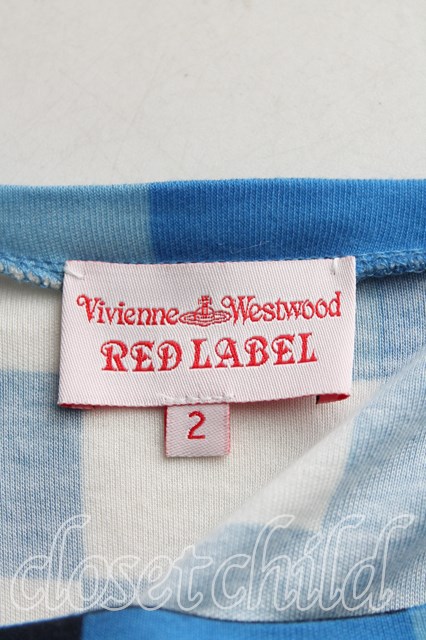 Vivienne Westwood
RED LABEL
2
closetchild